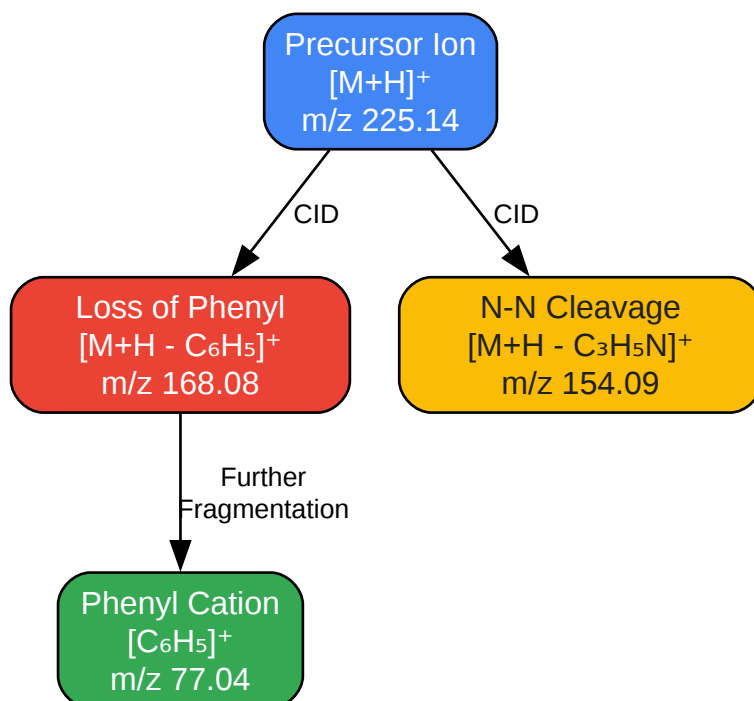 Precursor Ion
[M+H]⁺
m/z 225.14
CID
CID
Loss of Phenyl
[M+H - C₆H₅]⁺
m/z 168.08
N-N Cleavage
[M+H - C₃H₅N]⁺
m/z 154.09
Further
Fragmentation
Phenyl Cation
[C₆H₅]⁺
m/z 77.04